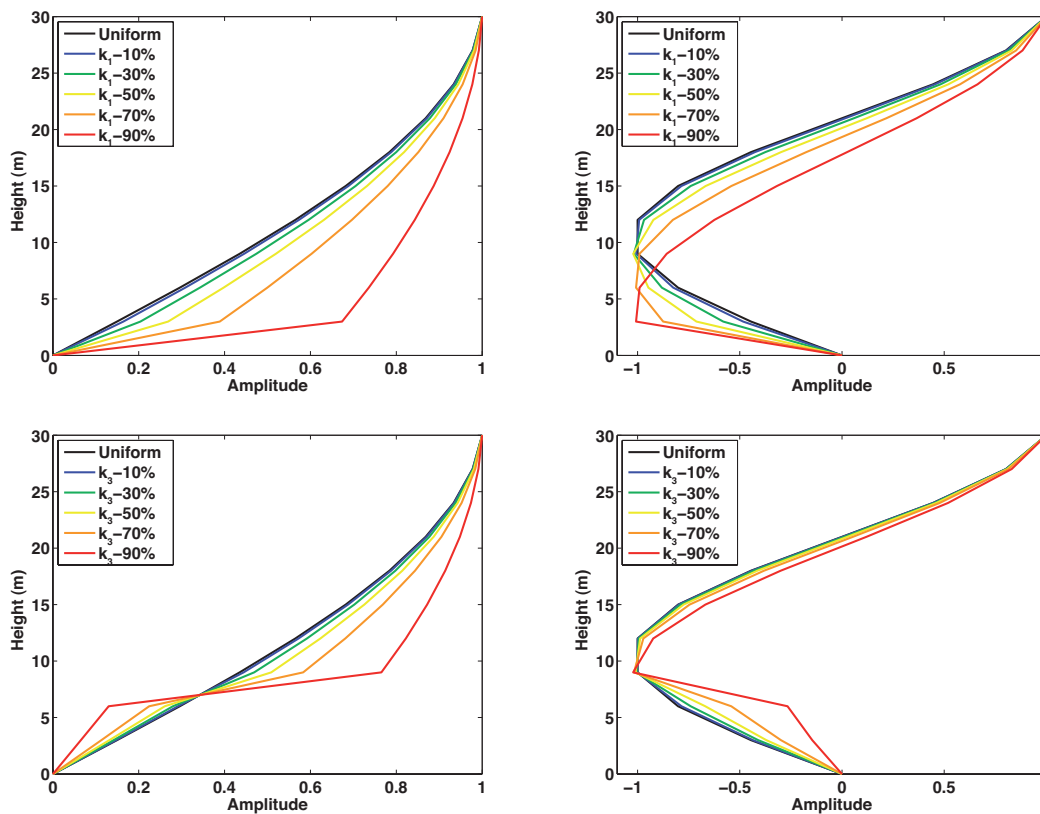 30
25
20
15
10
5
0
Height (m)
Uniform
k1−10%
k1−30%
k1−50%
k1−70%
k1−90%
0 0.2 0.4 0.6 0.8 1
Amplitude
30
25
20
15
10
5
0
Height (m)
Uniform
k1−10%
k1−30%
k1−50%
k1−70%
k1−90%
−1 −0.5 0 0.5
Amplitude
30
25
20
15
10
5
0
Height (m)
Uniform
k3−10%
k3−30%
k3−50%
k3−70%
k3−90%
0 0.2 0.4 0.6 0.8 1
Amplitude
30
25
20
15
10
5
0
Height (m)
Uniform
k3−10%
k3−30%
k3−50%
k3−70%
k3−90%
−1 −0.5 0 0.5
Amplitude